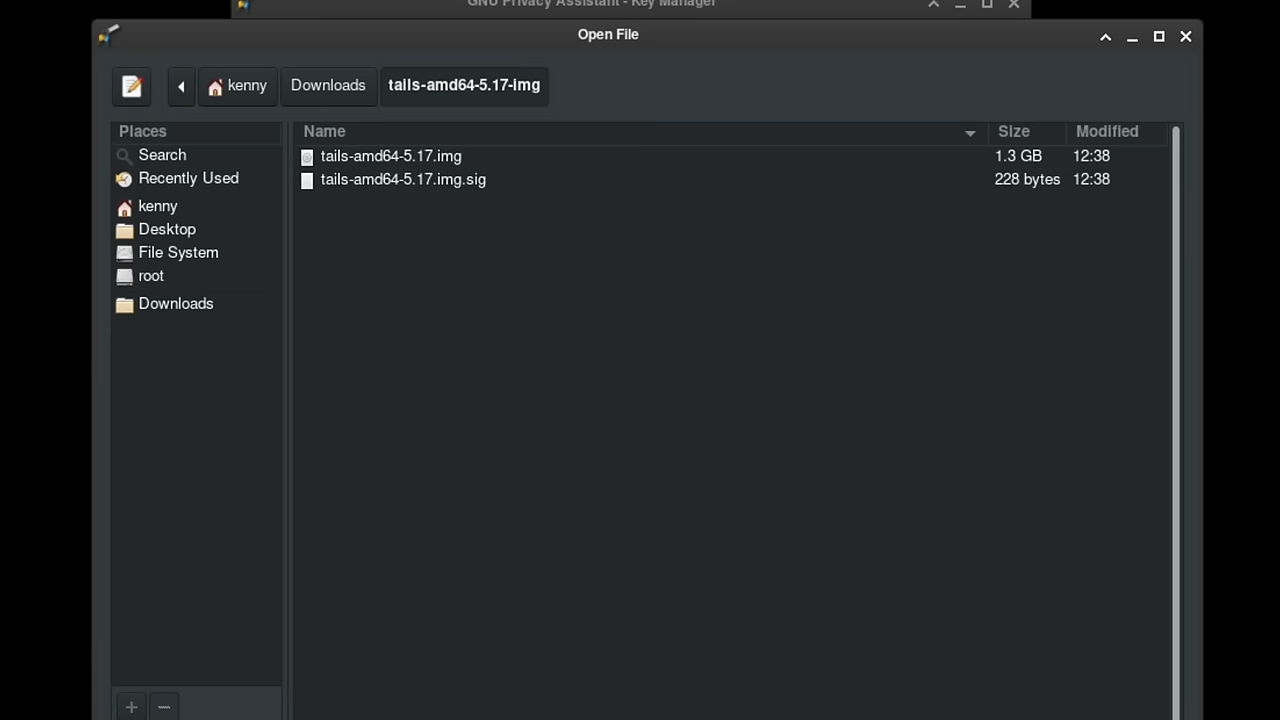 GNU Privacy Assistant - Key Manager
Open File
kenny
Downloads
tails-amd64-5.17-img
Places
Name
Size
Modified
Search
tails-amd64-5.17.img
1.3 GB
12:38
Recently Used
tails-amd64-5.17.img.sig
228 bytes
12:38
kenny
Desktop
File System
root
Downloads